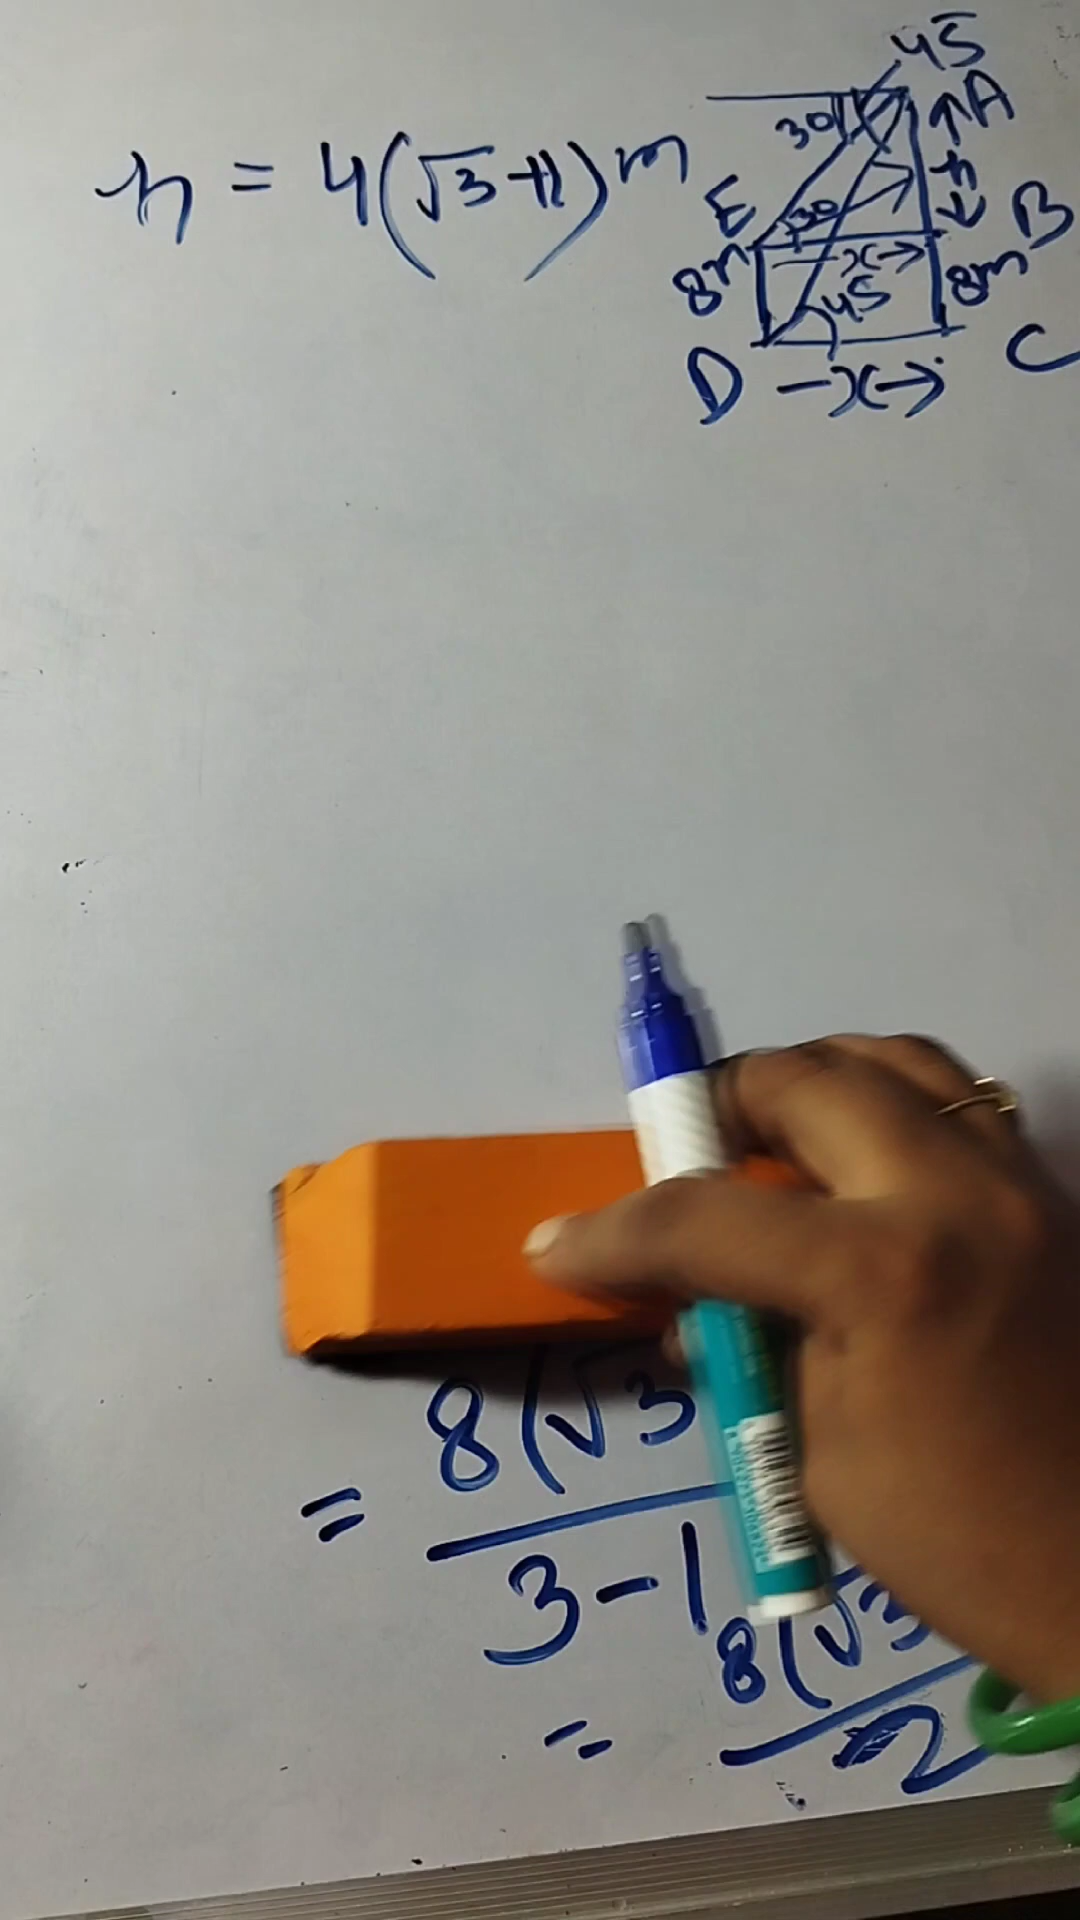 45
A
30
h = 4(√3+1)m
h
E
30
B
8m
x
8m
45
D
x
C
= 8(√3
3-1
= 8(√3
2